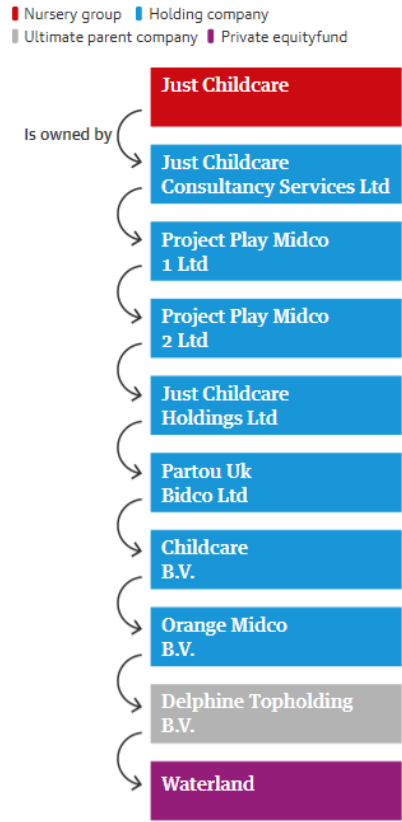 Nursery group Holding company
Ultimate parent company Private equityfund
Just Childcare
Is owned by
Just Childcare
Consultancy Services Ltd
Project Play Midco
1 Ltd
Project Play Midco
2 Ltd
Just Childcare
Holdings Ltd
Partou Uk
Bidco Ltd
Childcare
B.V.
Orange Midco
B.V.
Delphine Topholding
B.V.
Waterland